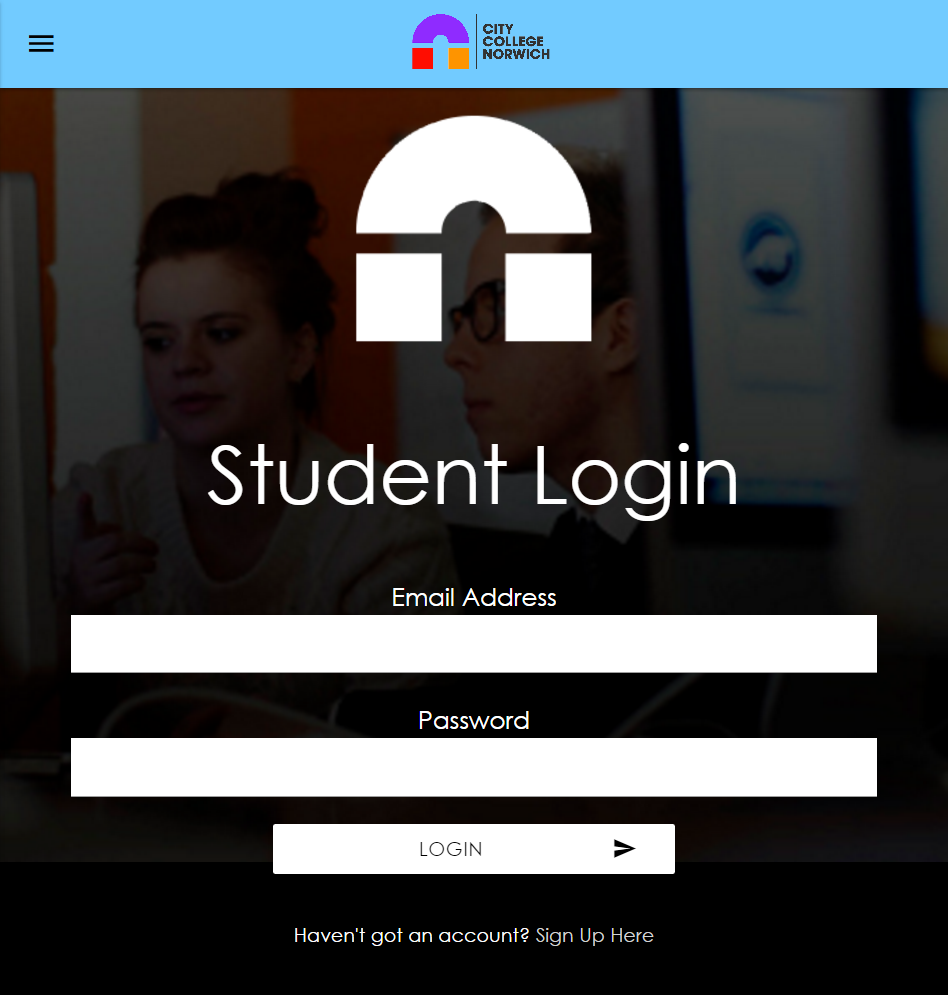 CITY
COLLEGE
NORWICH
Student Login
Email Address
Password
LOGIN
Haven't got an account? Sign Up Here